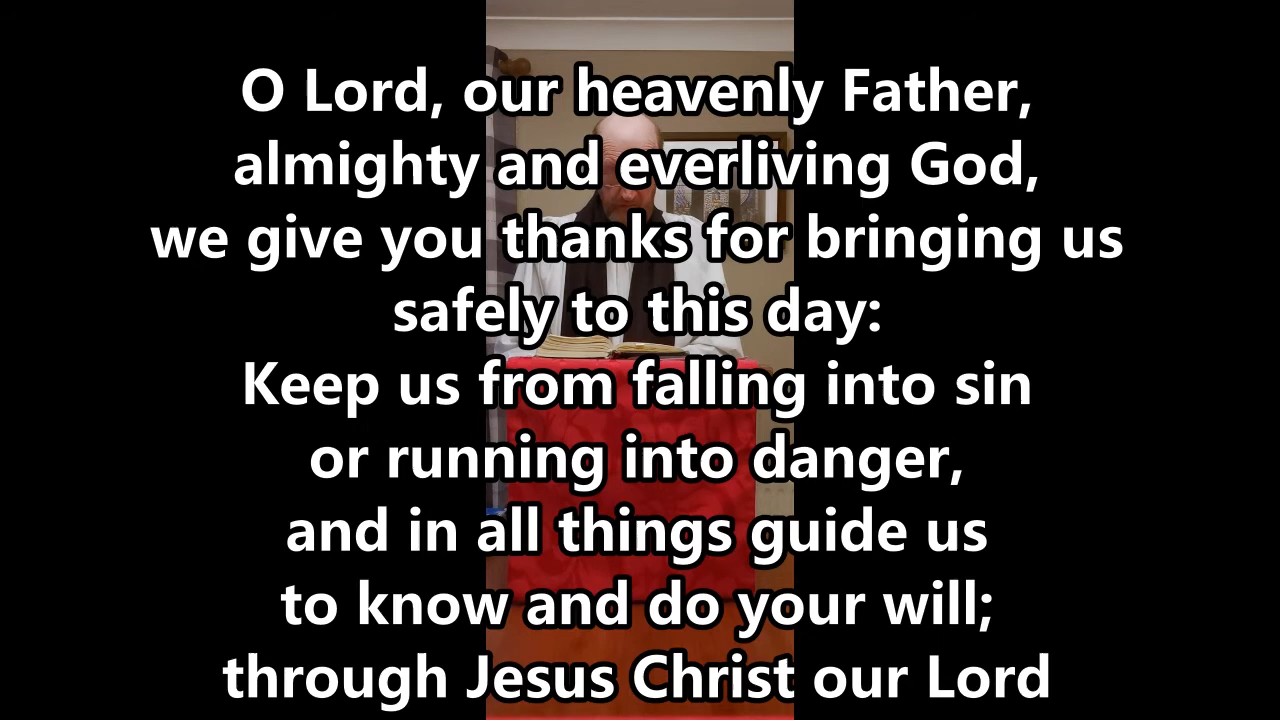 O Lord, our heavenly Father,
almighty and everliving God,
we give you thanks for bringing us
safely to this day:
Keep us from falling into sin
or running into danger,
and in all things guide us
to know and do your will;
through Jesus Christ our Lord